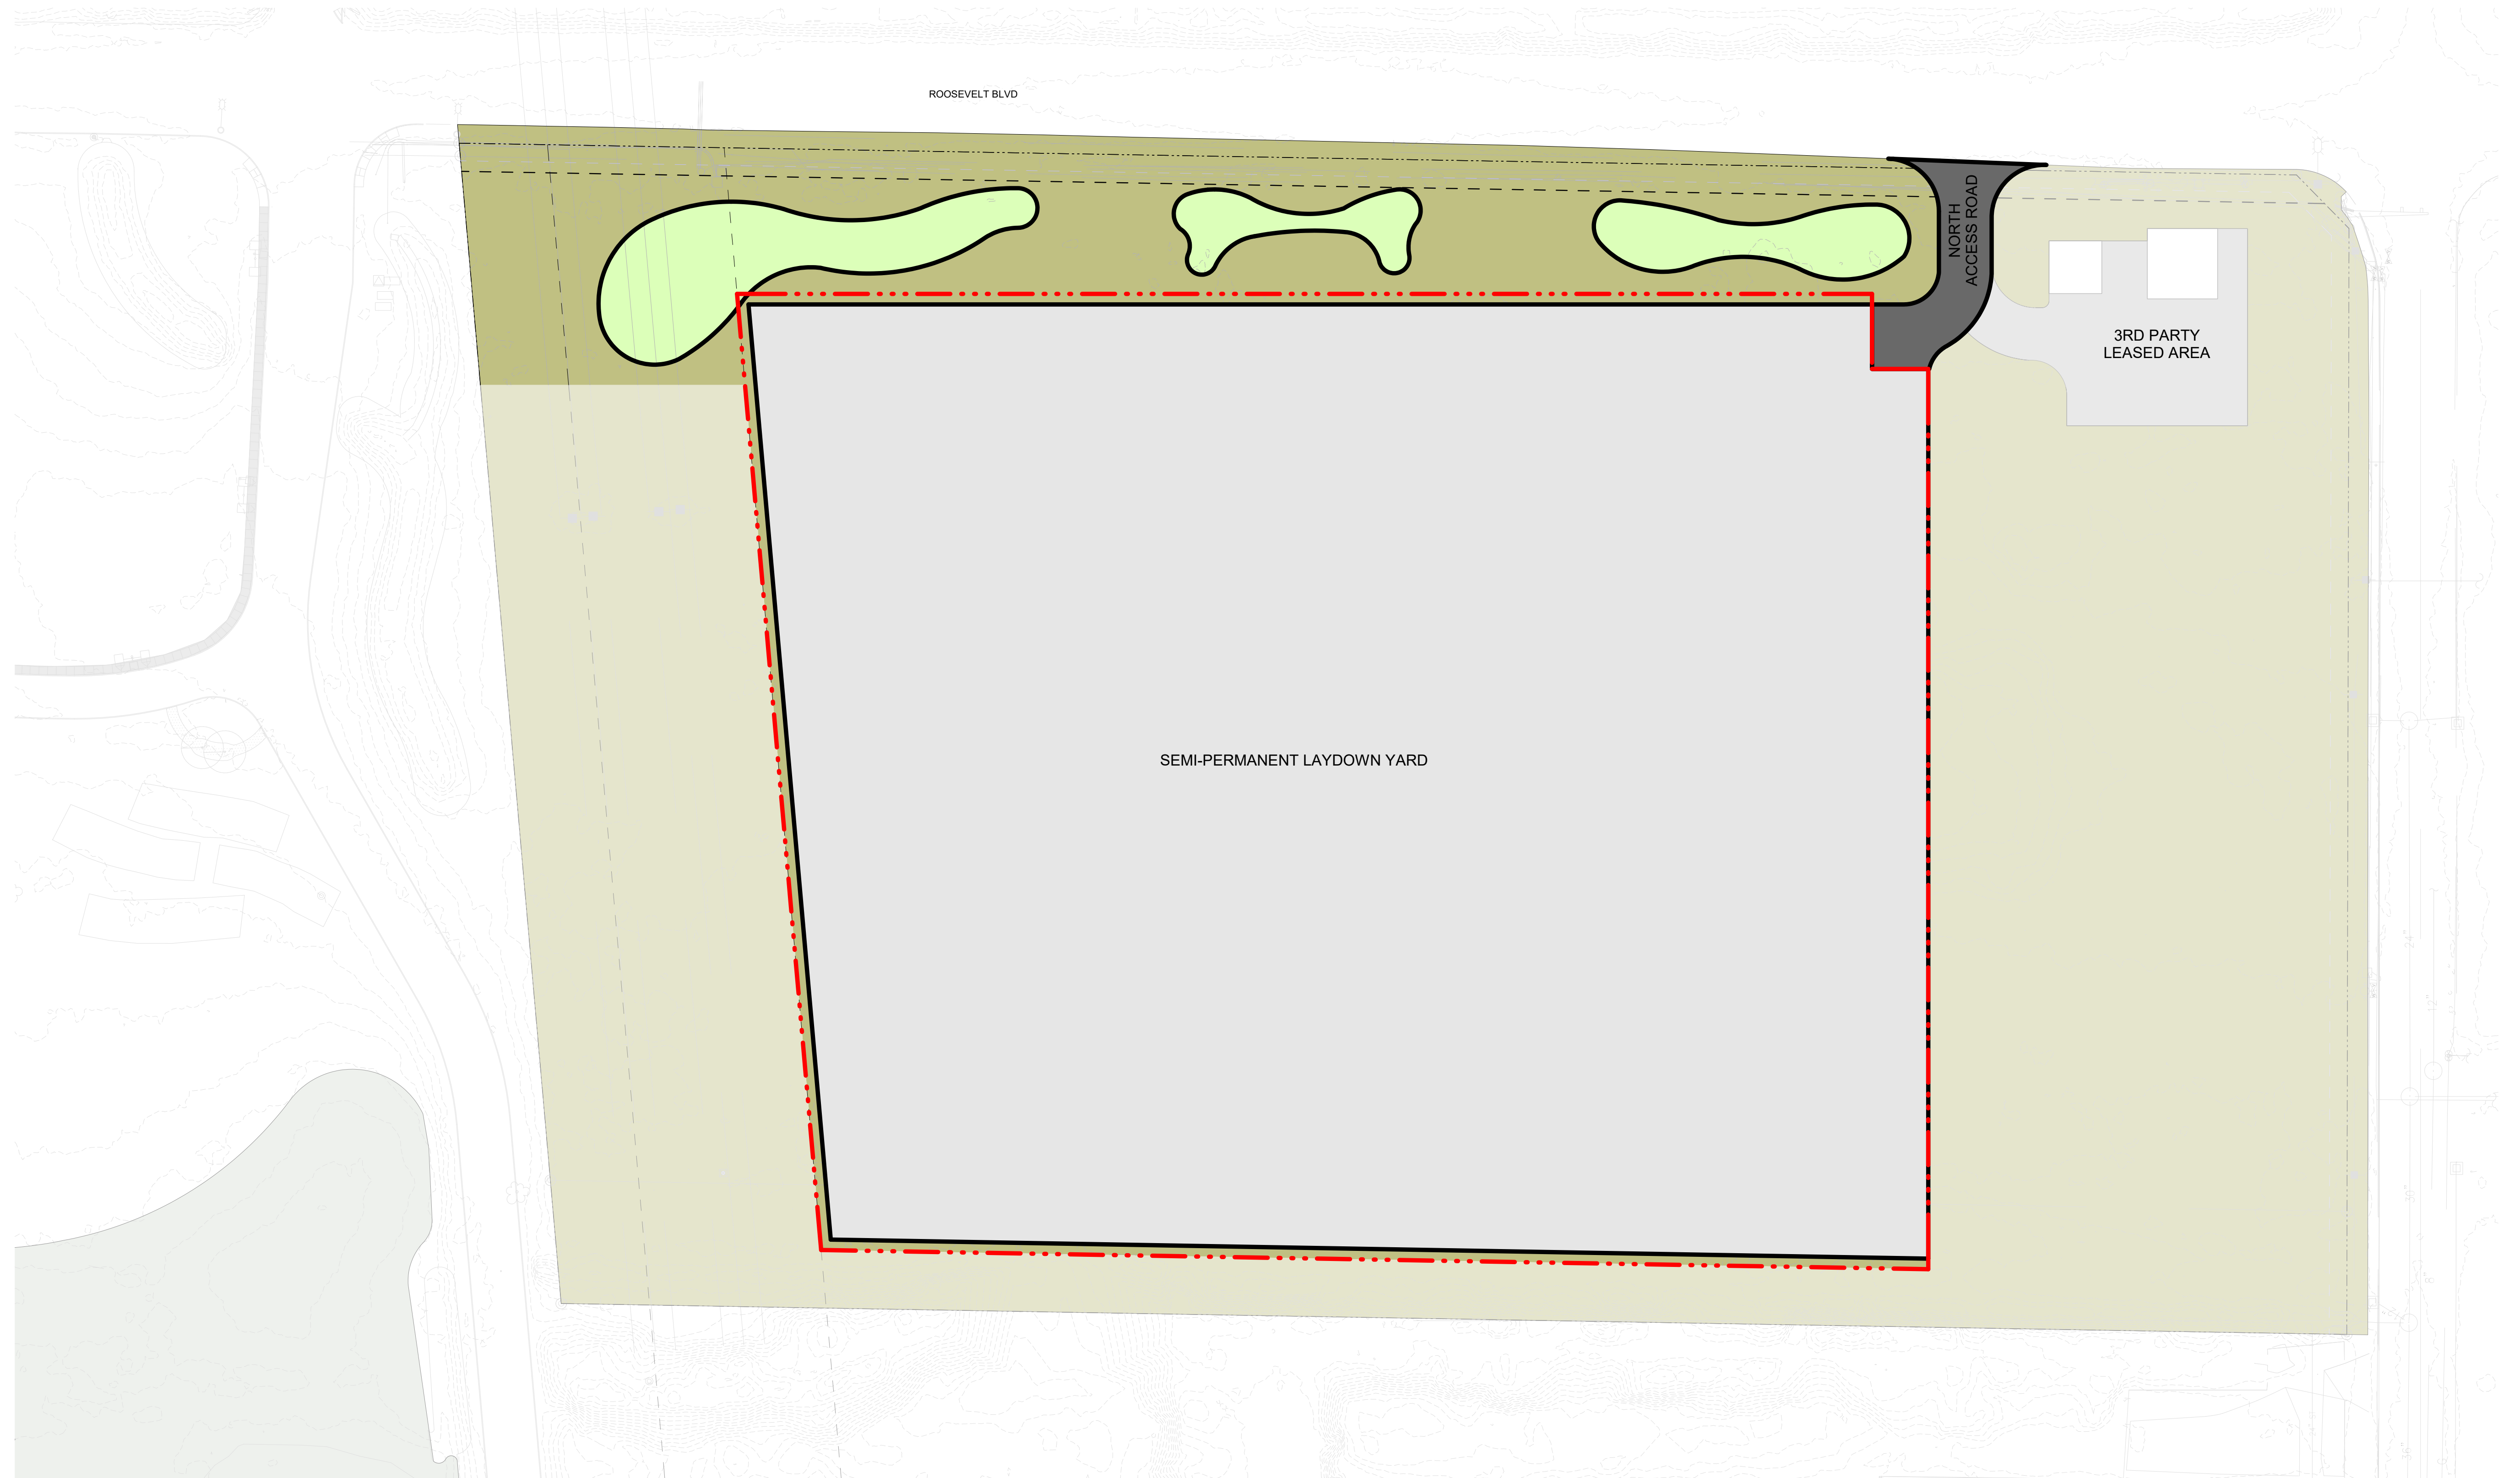 ROOSEVELT BLVD
NORTH
ACCESS ROAD
3RD PARTY
LEASED AREA
SEMI-PERMANENT LAYDOWN YARD